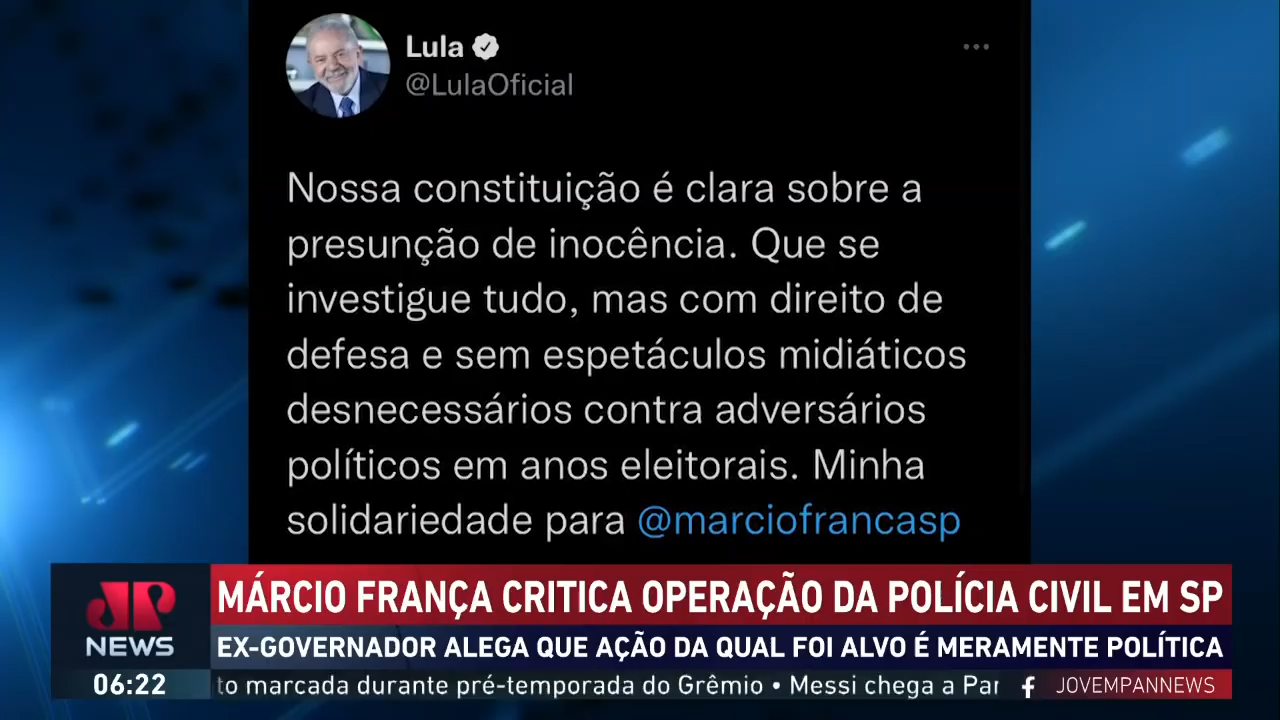 Lula
@LulaOficial
Nossa constituição é clara sobre a
presunção de inocência. Que se
investigue tudo, mas com direito de
defesa e sem espetáculos midiáticos
desnecessários contra adversários
políticos em anos eleitorais. Minha
solidariedade para @marciofrancasp
JP
NEWS
MÁRCIO FRANÇA CRITICA OPERAÇÃO DA POLÍCIA CIVIL EM SP
EX-GOVERNADOR ALEGA QUE AÇÃO DA QUAL FOI ALVO É MERAMENTE POLÍTICA
06:22
to marcada durante pré-temporada do Grêmio • Messi chega a Par
f JOVEMPANNEWS